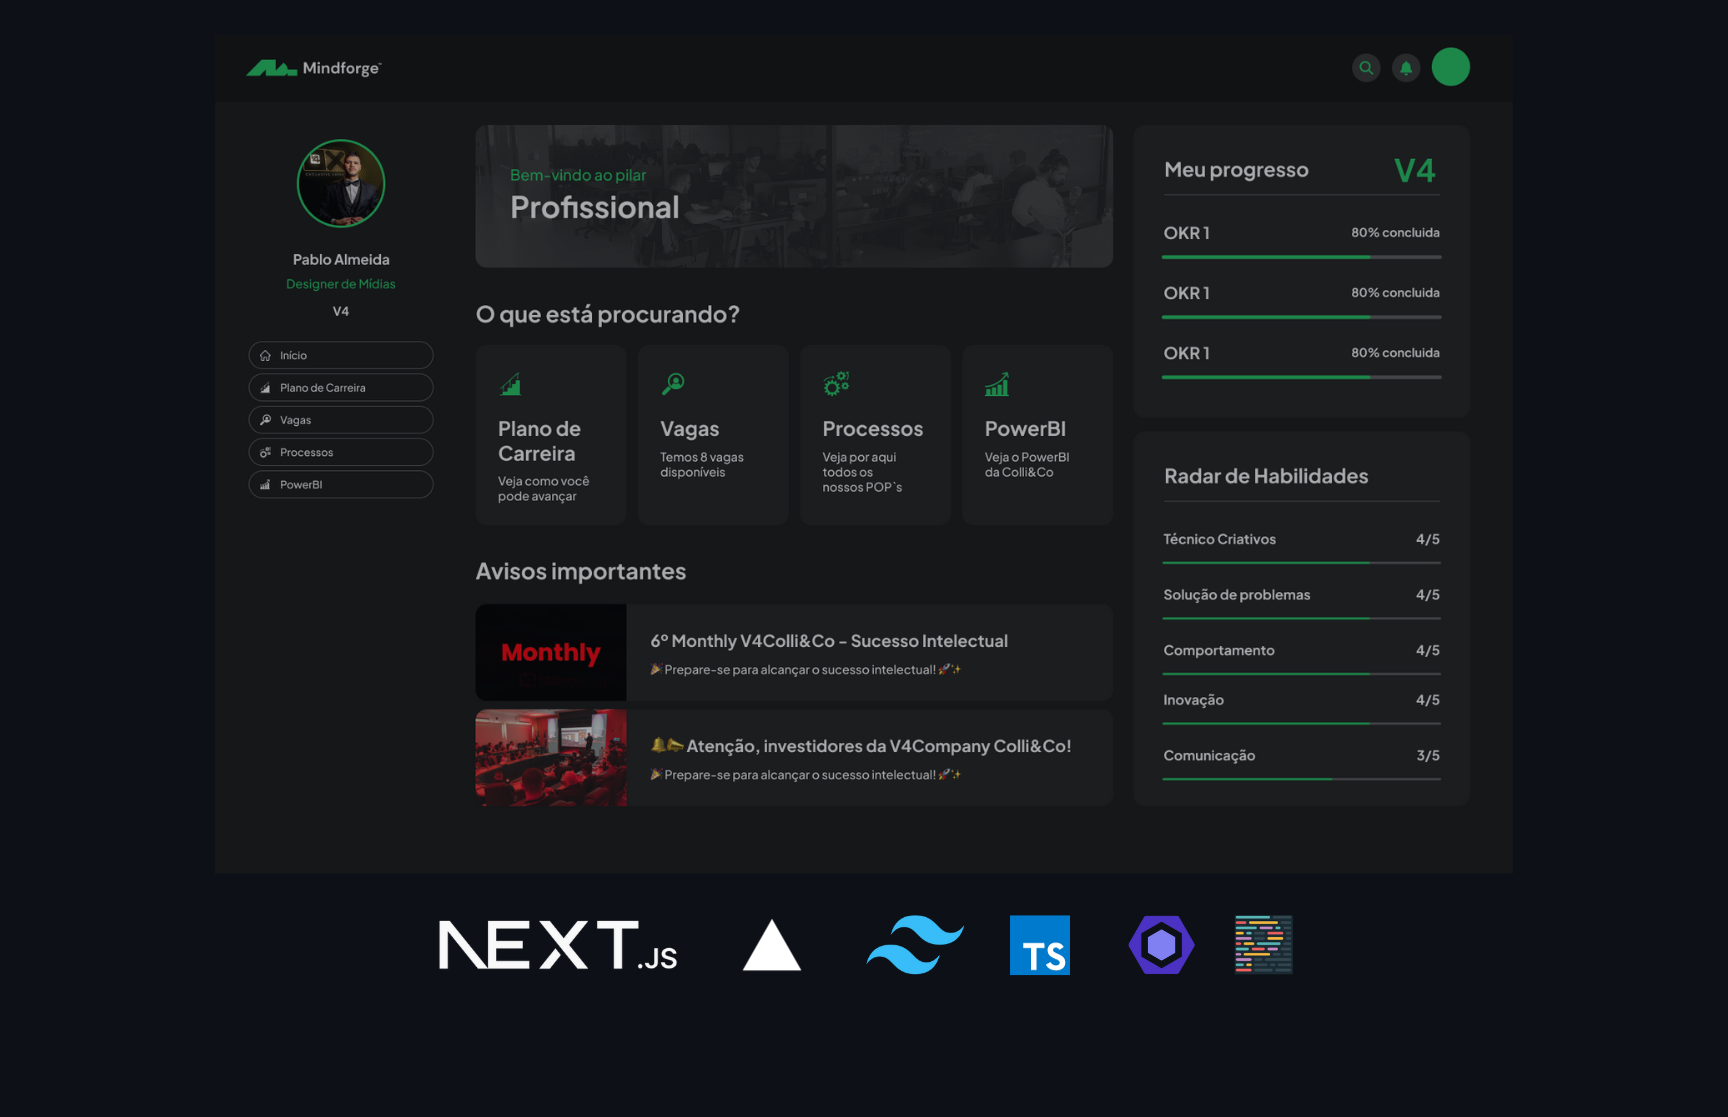 Mindforge
Pablo Almeida
Designer de Mídias
V4
Início
Plano de Carreira
Vagas
Processos
PowerBI
Bem-vindo ao pilar
Profissional
O que está procurando?
Plano de
Carreira
Veja como você
pode avançar
Vagas
Temos 8 vagas
disponíveis
Processos
Veja por aqui
todos os
nossos POP`s
PowerBI
Veja o PowerBI
da Colli&Co
Avisos importantes
Monthly
6º Monthly V4Colli&Co - Sucesso Intelectual
🎉Prepare-se para alcançar o sucesso intelectual!🚀✨
🔔📣Atenção, investidores da V4Company Colli&Co!
🎉Prepare-se para alcançar o sucesso intelectual!🚀✨
Meu progresso V4
OKR 1 80% concluida
OKR 1 80% concluida
OKR 1 80% concluida
Radar de Habilidades
Técnico Criativos 4/5
Solução de problemas 4/5
Comportamento 4/5
Inovação 4/5
Comunicação 3/5
NEXT.JS
TS